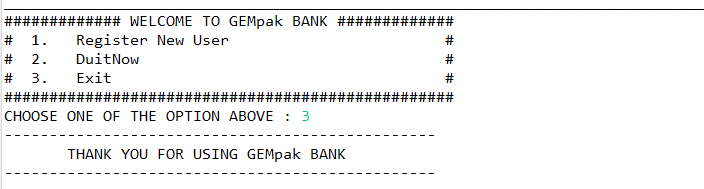 ############# WELCOME TO GEMpak BANK #############
#  1.   Register New User                        #
#  2.   DuitNow                                  #
#  3.   Exit                                     #
##################################################
CHOOSE ONE OF THE OPTION ABOVE : 3
------------------------------------------------
       THANK YOU FOR USING GEMpak BANK
------------------------------------------------